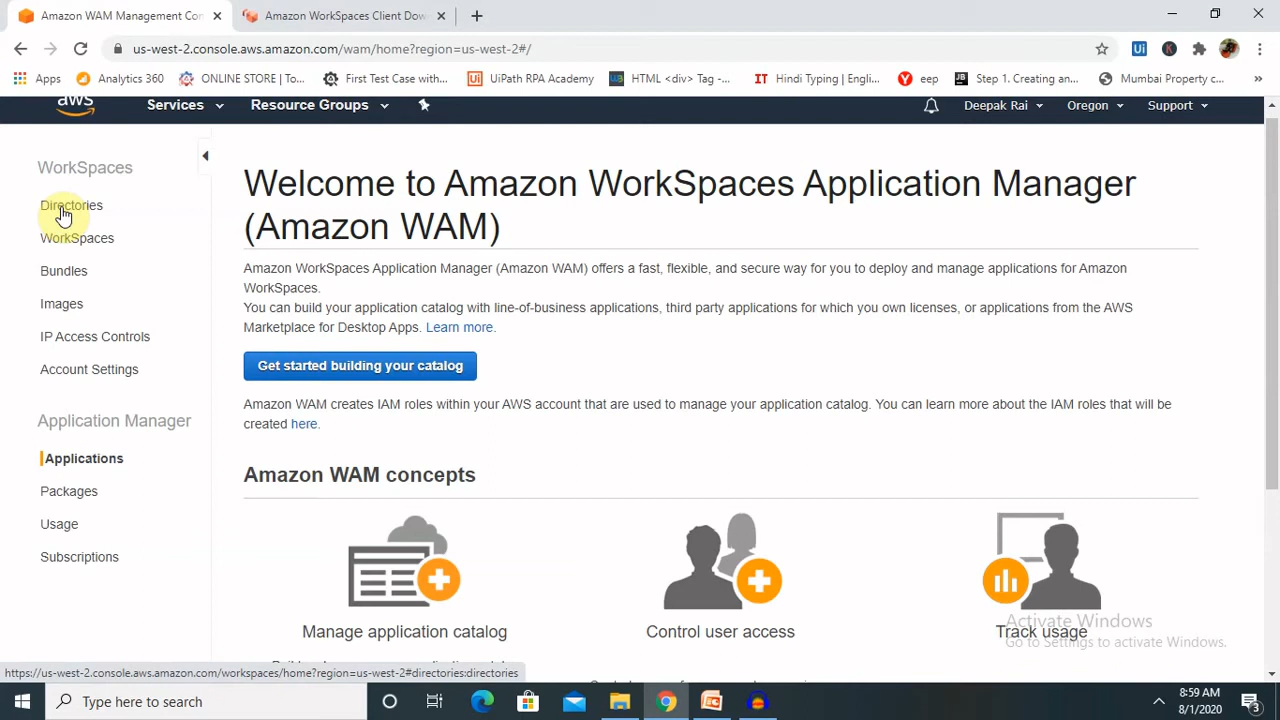 Amazon WAM Management Con
Amazon WorkSpaces Client Dow
us-west-2.console.aws.amazon.com/wam/home?region=us-west-2#/
Apps
Analytics 360
ONLINE STORE | To...
First Test Case with...
UiPath RPA Academy
HTML <div> Tag -...
Hindi Typing | Engli...
eep
Step 1. Creating an...
Mumbai Property c...
aws
Services
Resource Groups
Deepak Rai
Oregon
Support
WorkSpaces
Directories
WorkSpaces
Bundles
Images
IP Access Controls
Account Settings
Application Manager
Applications
Packages
Usage
Subscriptions
Welcome to Amazon WorkSpaces Application Manager
(Amazon WAM)
Amazon WorkSpaces Application Manager (Amazon WAM) offers a fast, flexible, and secure way for you to deploy and manage applications for Amazon
WorkSpaces.
You can build your application catalog with line-of-business applications, third party applications for which you own licenses, or applications from the AWS
Marketplace for Desktop Apps. Learn more.
Get started building your catalog
Amazon WAM creates IAM roles within your AWS account that are used to manage your application catalog. You can learn more about the IAM roles that will be
created here.
Amazon WAM concepts
Manage application catalog
Control user access
Track usage
Activate Windows
Go to Settings to activate Windows.
https://us-west-2.console.aws.amazon.com/workspaces/home?region=us-west-2#directories:directories
Type here to search
8:59 AM
8/1/2020
3